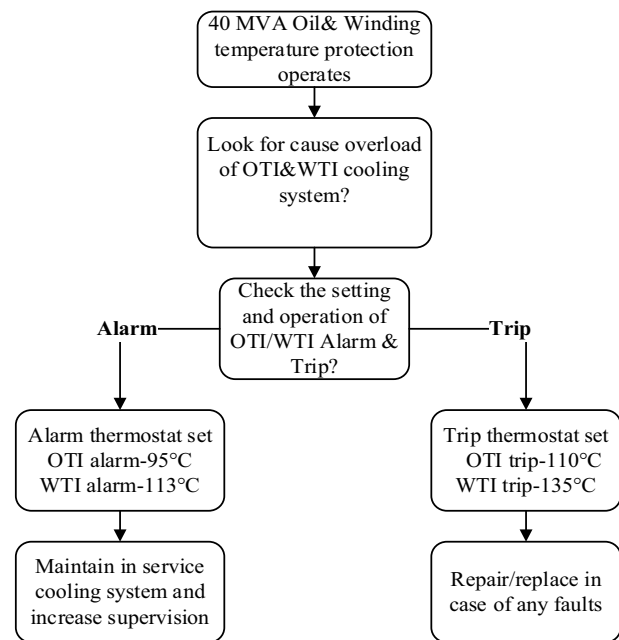 40 MVA Oil& Winding
temperature protection
operates
Look for cause overload
of OTI&WTI cooling
system?
Check the setting
and operation of
OTI/WTI Alarm &
Trip?
Alarm
Trip
Alarm thermostat set
OTI alarm-95°C
WTI alarm-113°C
Trip thermostat set
OTI trip-110°C
WTI trip-135°C
Maintain in service
cooling system and
increase supervision
Repair/replace in
case of any faults